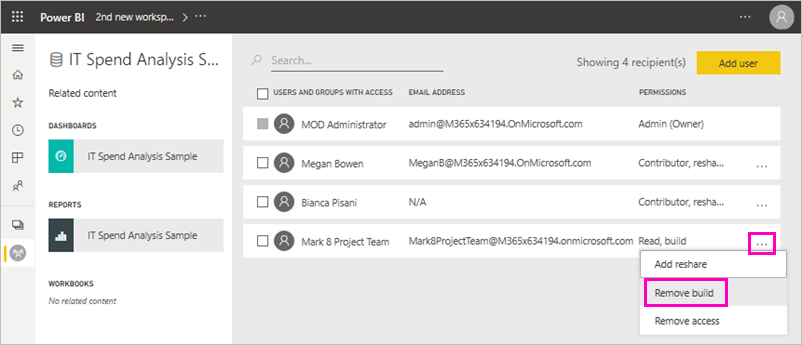 Power BI 2nd new worksp... > ...
...
IT Spend Analysis S...
Related content
DASHBOARDS
IT Spend Analysis Sample
REPORTS
IT Spend Analysis Sample
WORKBOOKS
No related content
Search...
Showing 4 recipient(s)
Add user
USERS AND GROUPS WITH ACCESS EMAIL ADDRESS PERMISSIONS
MOD Administrator admin@M365x634194.OnMicrosoft.com Admin (Owner)
Megan Bowen MeganB@M365x634194.OnMicrosoft.com Contributor, resha... ...
Bianca Pisani N/A Contributor, resha... ...
Mark 8 Project Team Mark8ProjectTeam@M365x634194.onmicrosoft.com Read, build ...
Add reshare
Remove build
Remove access